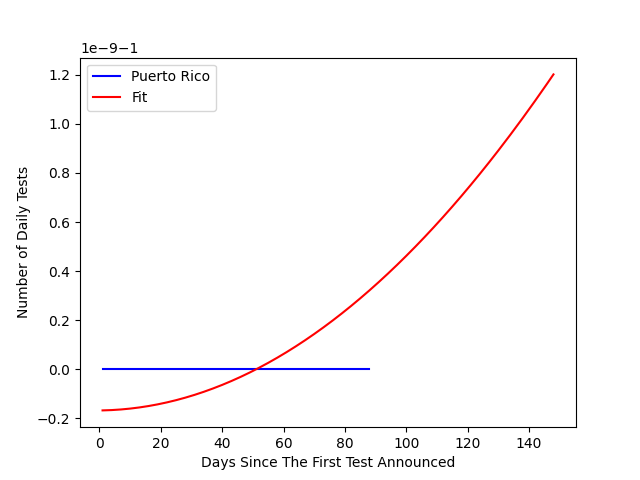 1e−9−1
Puerto Rico
Fit
1.2
1.0
0.8
0.6
0.4
0.2
0.0
−0.2
Number of Daily Tests
0 20 40 60 80 100 120 140
Days Since The First Test Announced